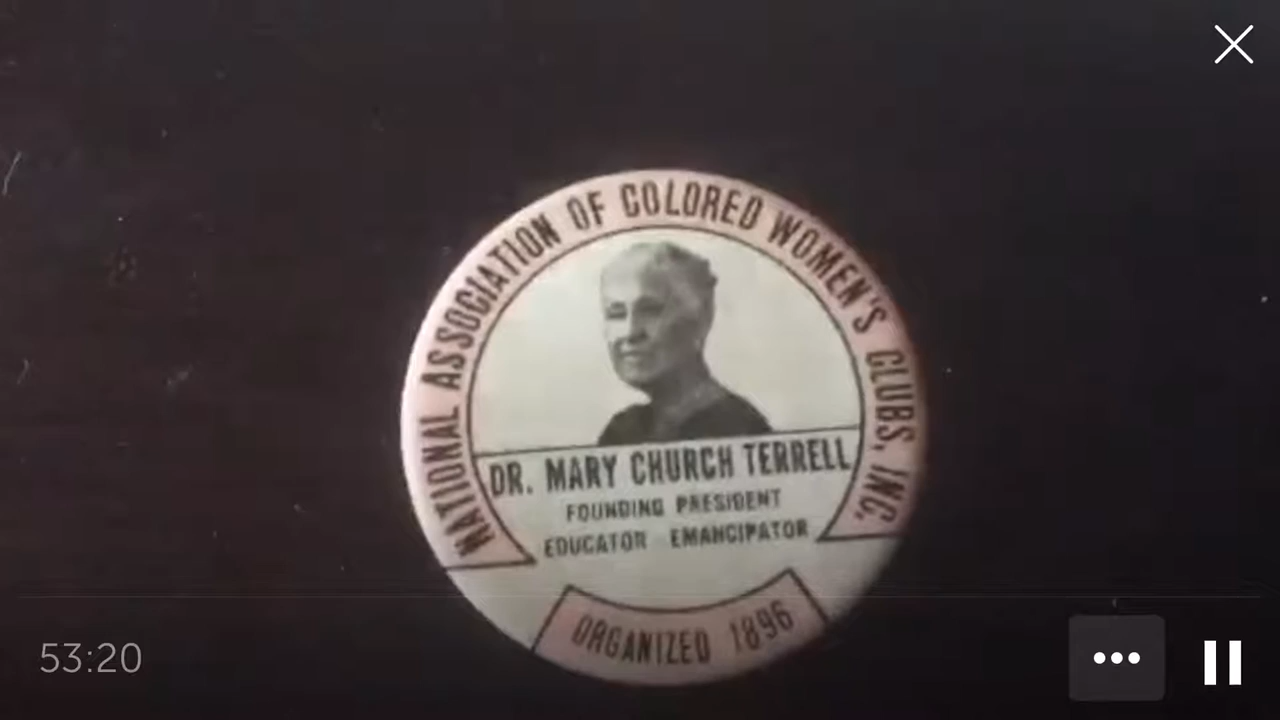 NATIONAL ASSOCIATION OF COLORED WOMEN'S CLUBS, INC.
DR. MARY CHURCH TERRELL
FOUNDING PRESIDENT
EDUCATOR EMANCIPATOR
ORGANIZED 1896
53:20